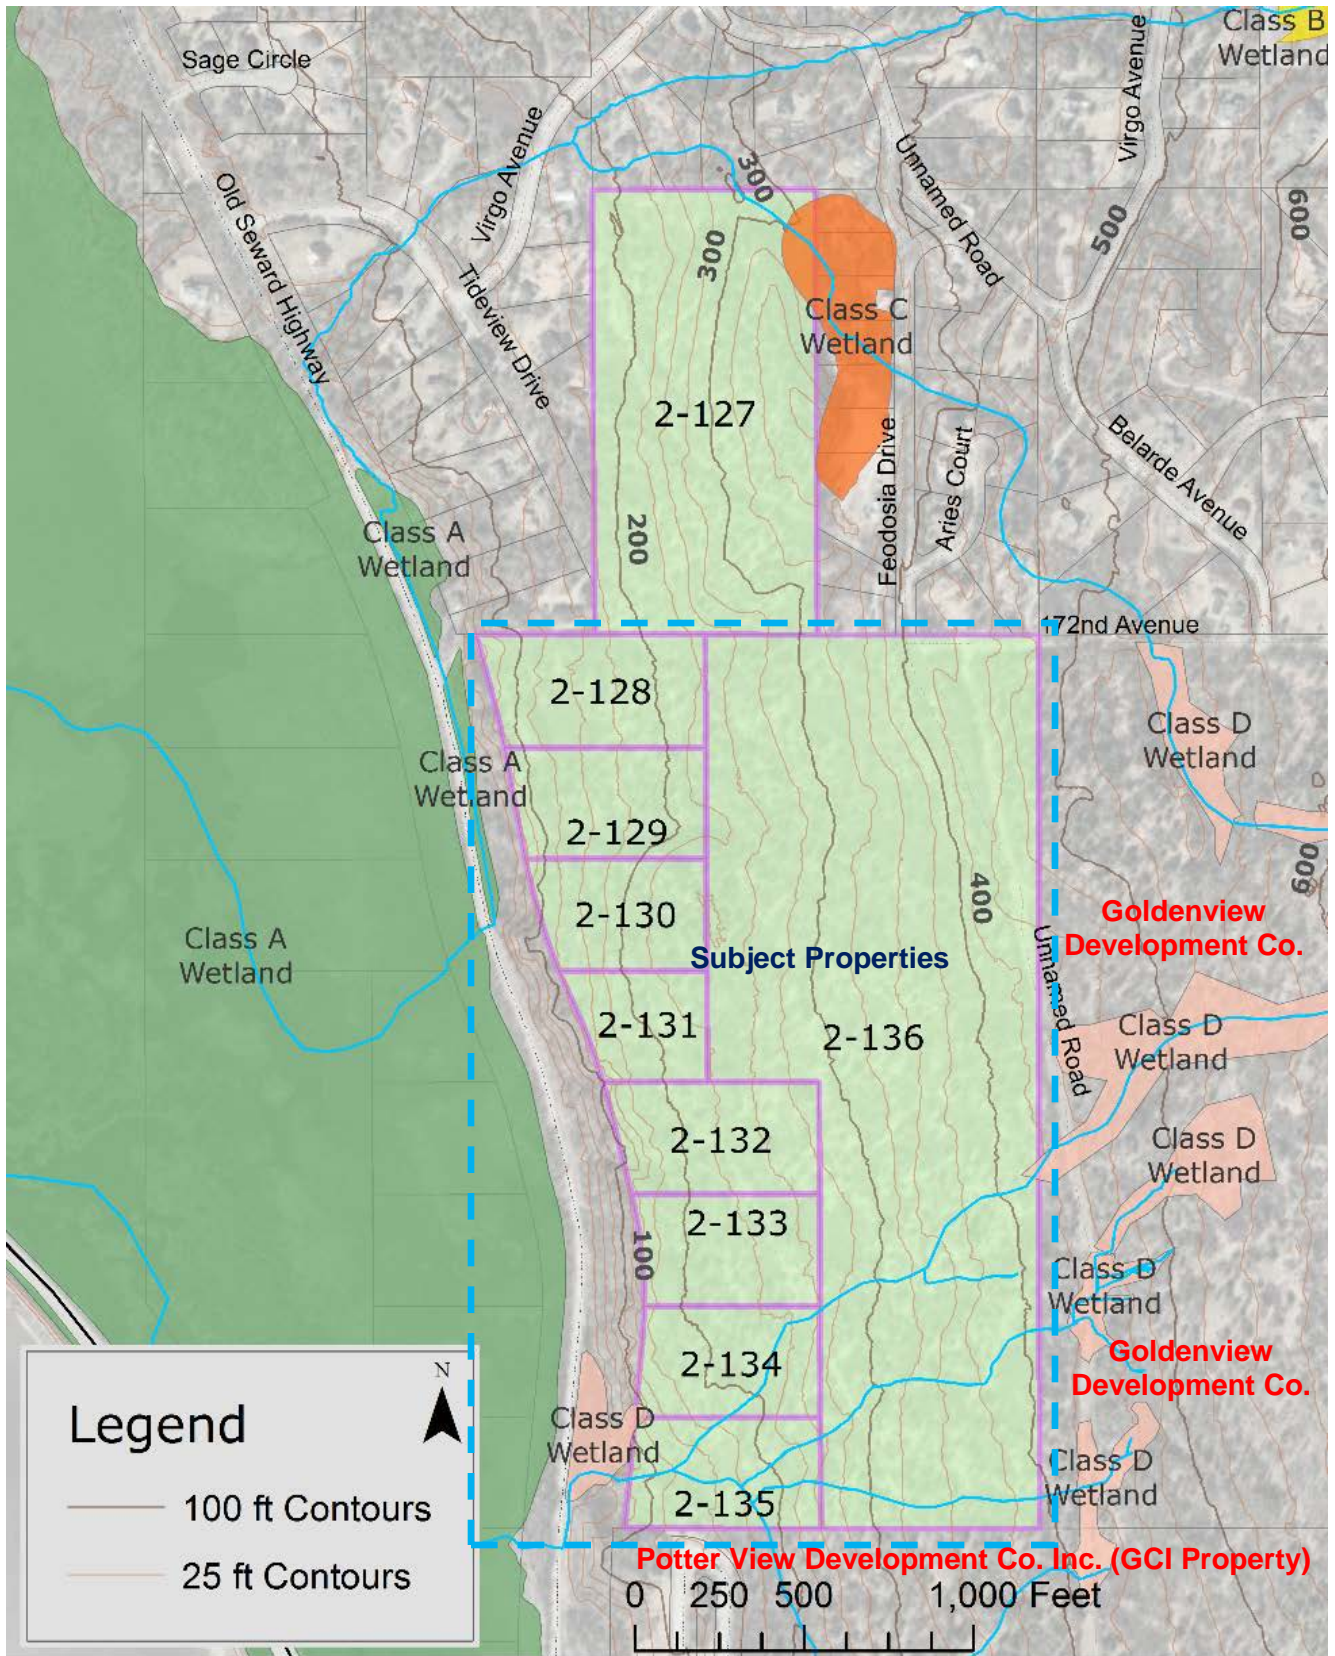 Class B
Wetland
Sage Circle
Virgo Avenue
Virgo Avenue
Unnamed Road
300
Old Seward Highway
600
500
300
Tideview Drive
Class C
Wetland
2-127
Belarde Avenue
Feodosia Drive
Aries Court
200
Class A
Wetland
172nd Avenue
2-128
Class D
Wetland
Class A
Wetland
2-129
600
400
2-130
Goldenview
Development Co.
Class A
Wetland
Subject Properties
Unnamed Road
2-131
2-136
Class D
Wetland
2-132
Class D
Wetland
2-133
100
Class D
Wetland
2-134
Goldenview
Development Co.
N
Legend
Class D
Wetland
Class D
Wetland
2-135
100 ft Contours
25 ft Contours
Potter View Development Co. Inc. (GCI Property)
0 250 500 1,000 Feet